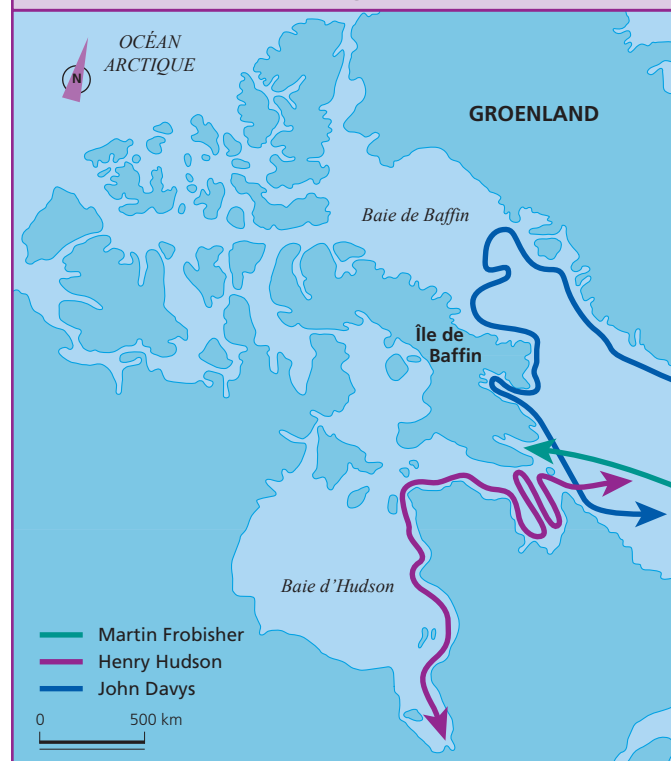 OCÉAN
ARCTIQUE
N
GROENLAND
Baie de Baffin
Île de
Baffin
Baie d'Hudson
Martin Frobisher
Henry Hudson
John Davys
0 500 km